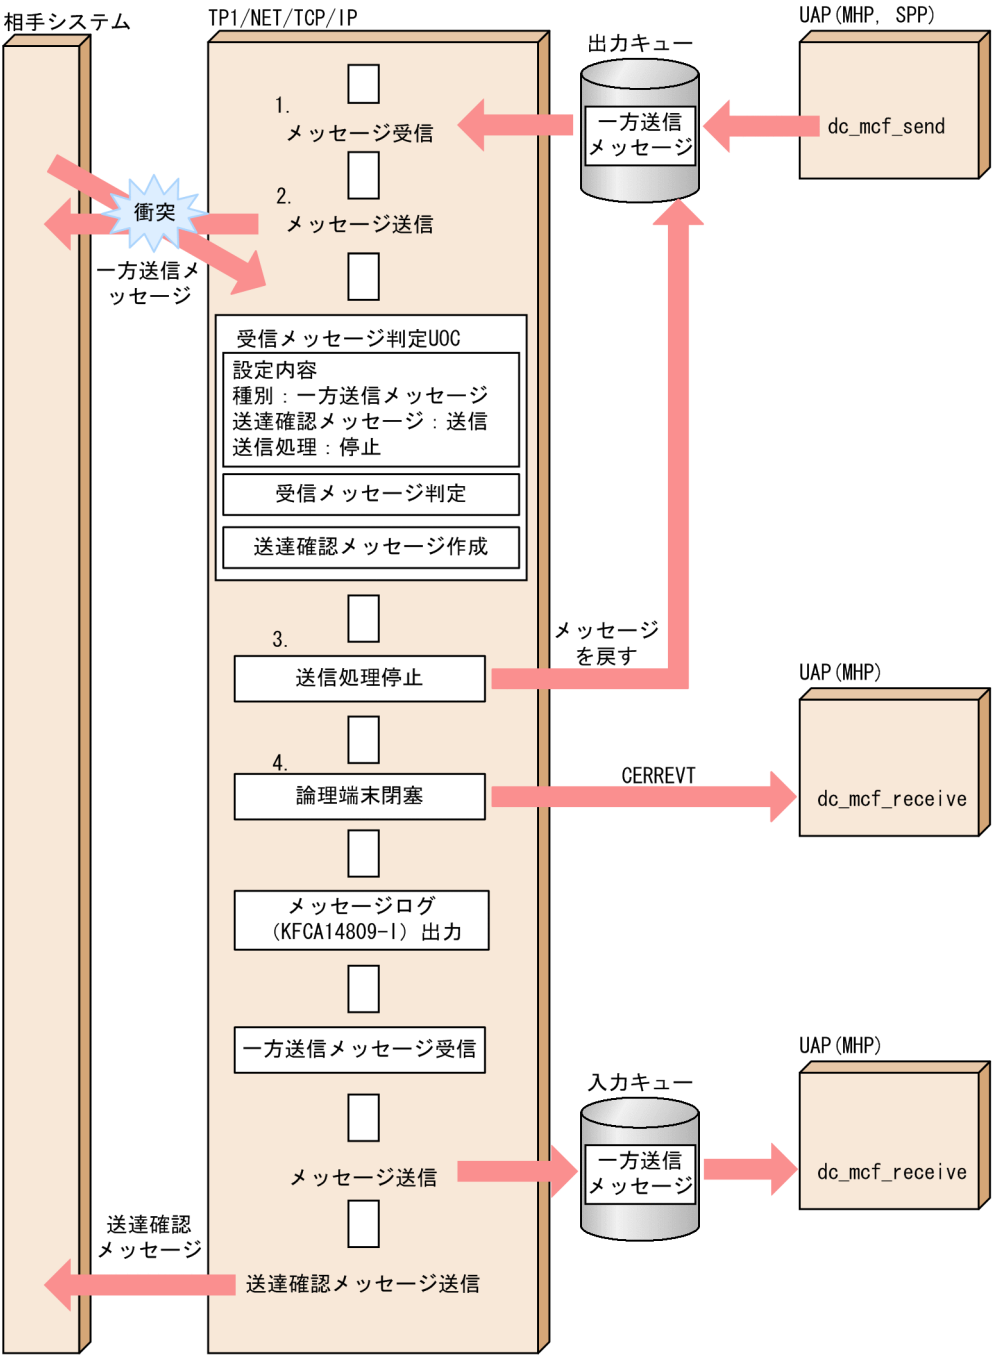 相手システム
TP1/NET/TCP/IP
UAP(MHP, SPP)
出力キュー
1.
メッセージ受信
一方送信
メッセージ
dc_mcf_send
2.
メッセージ送信
衝突
一方送信メ
ッセージ
受信メッセージ判定UOC
設定内容
種別：一方送信メッセージ
送達確認メッセージ：送信
送信処理：停止
受信メッセージ判定
送達確認メッセージ作成
3.
送信処理停止
メッセージ
を戻す
UAP(MHP)
4.
論理端末閉塞
CERREVT
dc_mcf_receive
メッセージログ
(KFCA14809-I) 出力
一方送信メッセージ受信
UAP(MHP)
入力キュー
メッセージ送信
一方送信
メッセージ
dc_mcf_receive
送達確認
メッセージ
送達確認メッセージ送信